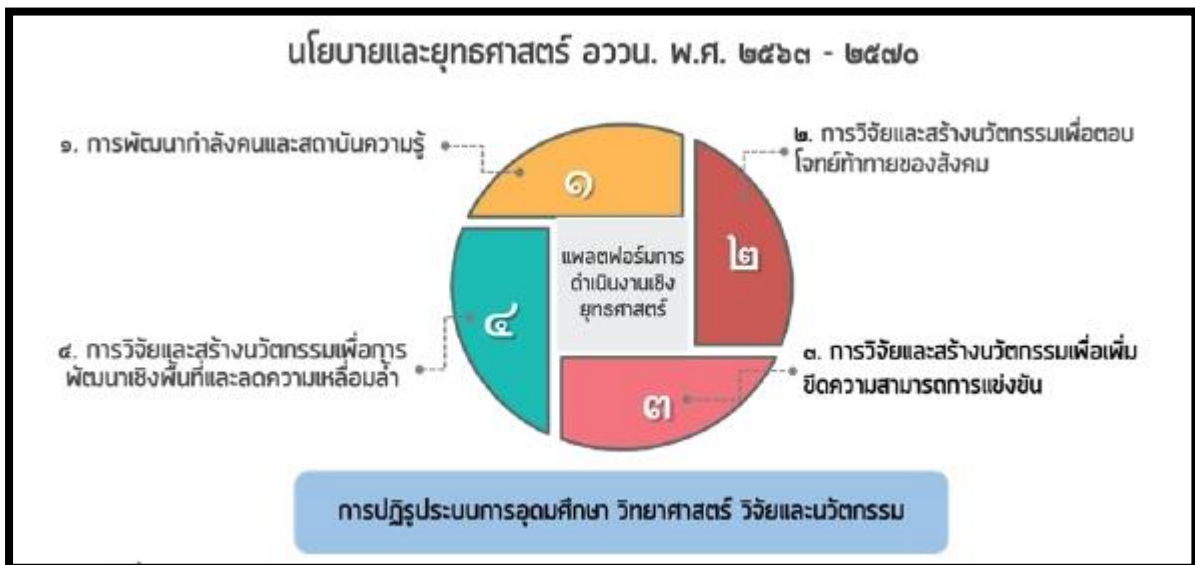 นโยบายและยุทธศาสตร์ อววน. พ.ศ. ๒๕๖๓ - ๒๕๗๐
๑. การพัฒนากำลังคนและสถาบันความรู้
๑
๒. การวิจัยและสร้างนวัตกรรมเพื่อตอบ
โจทย์ท้าทายของสังคม
๒
แพลตฟอร์มการ
ดำเนินงานเชิง
ยุทธศาสตร์
๔
๔. การวิจัยและสร้างนวัตกรรมเพื่อการ
พัฒนาเชิงพื้นที่และลดความเหลื่อมล้ำ
๓. การวิจัยและสร้างนวัตกรรมเพื่อเพิ่ม
ขีดความสามารถการแข่งขัน
๓
การปฏิรูประบบการอุดมศึกษา วิทยาศาสตร์ วิจัยและนวัตกรรม